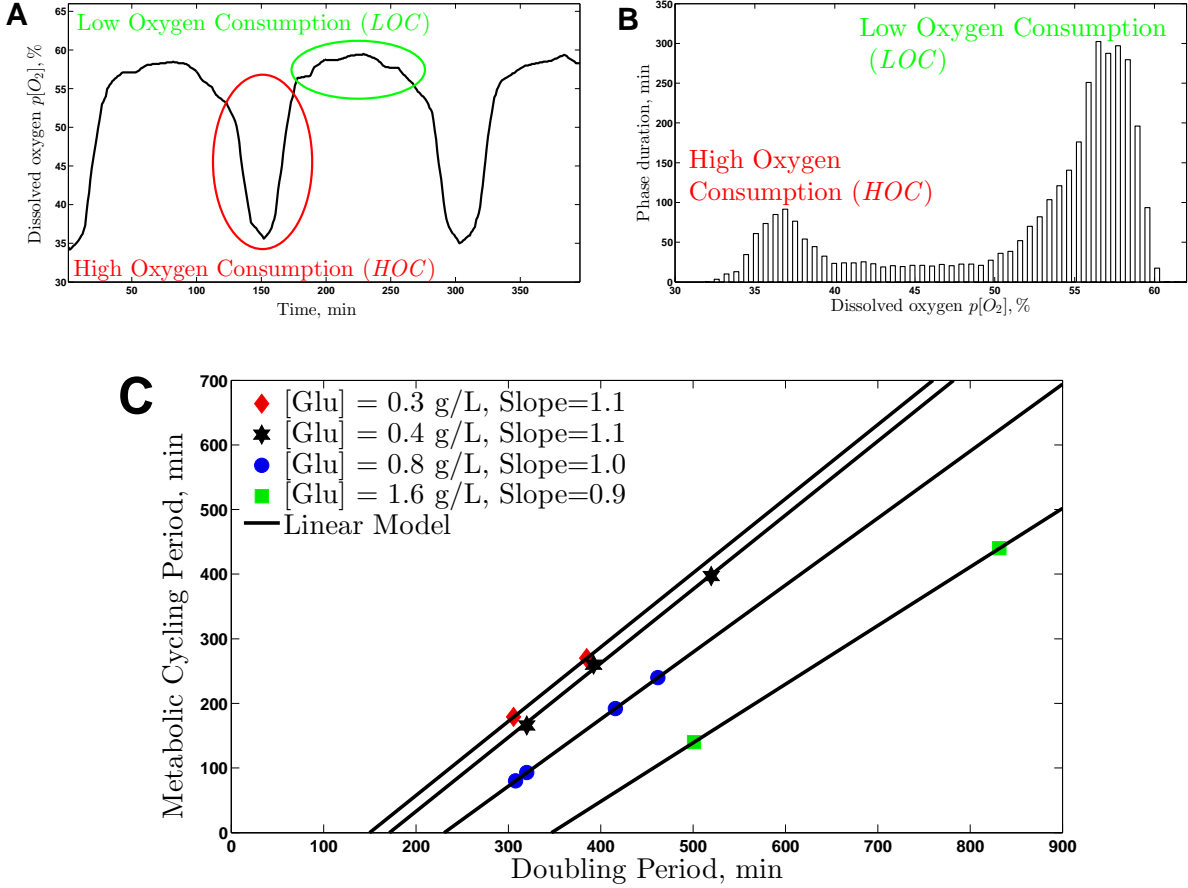 A
Low Oxygen Consumption (LOC)
Dissolved oxygen p[O₂], %
60
55
50
45
40
35
30
50
100
150
200
250
300
350
High Oxygen Consumption (HOC)
Time, min
B
Low Oxygen Consumption
(LOC)
High Oxygen
Consumption (HOC)
Phase duration, min
350
300
250
200
150
100
50
0
30
35
40
45
50
55
60
Dissolved oxygen p[O₂], %
C
Metabolic Cycling Period, min
700
600
500
400
300
200
100
0
[Glu] = 0.3 g/L, Slope=1.1
[Glu] = 0.4 g/L, Slope=1.1
[Glu] = 0.8 g/L, Slope=1.0
[Glu] = 1.6 g/L, Slope=0.9
Linear Model
0
100
200
300
400
500
600
700
800
900
Doubling Period, min